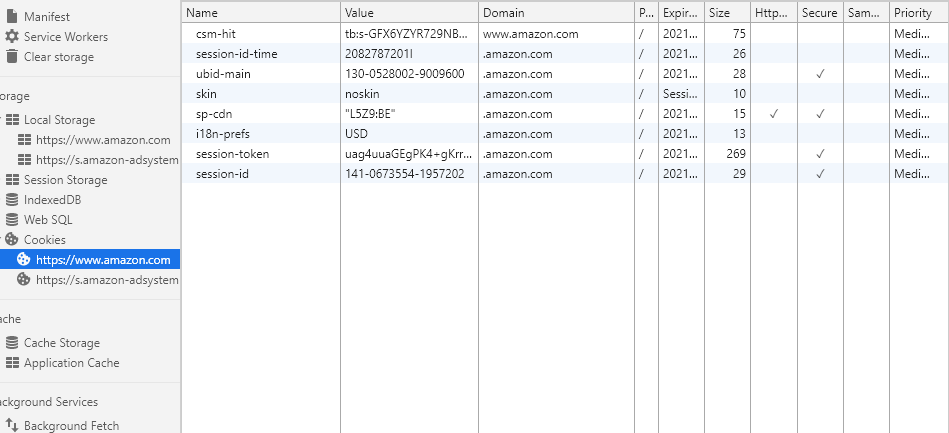 Manifest
Service Workers
Clear storage
orage
Local Storage
https://www.amazon.com
https://s.amazon-adsystem
Session Storage
IndexedDB
Web SQL
Cookies
https://www.amazon.com
https://s.amazon-adsystem
ache
Cache Storage
Application Cache
ackground Services
Background Fetch
Name Value Domain P... Expir... Size Http... Secure Sam... Priority
csm-hit tb:s-GFX6YZYR729NB... www.amazon.com / 2021... 75 Medi...
session-id-time 2082787201l .amazon.com / 2021... 26 Medi...
ubid-main 130-0528002-9009600 .amazon.com / 2021... 28 ✓ Medi...
skin noskin .amazon.com / Sessi... 10 Medi...
sp-cdn "L5Z9:BE" .amazon.com / 2021... 15 ✓ ✓ Medi...
i18n-prefs USD .amazon.com / 2021... 13 Medi...
session-token uag4uuaGEgPK4+gKrr... .amazon.com / 2021... 269 ✓ Medi...
session-id 141-0673554-1957202 .amazon.com / 2021... 29 ✓ Medi...